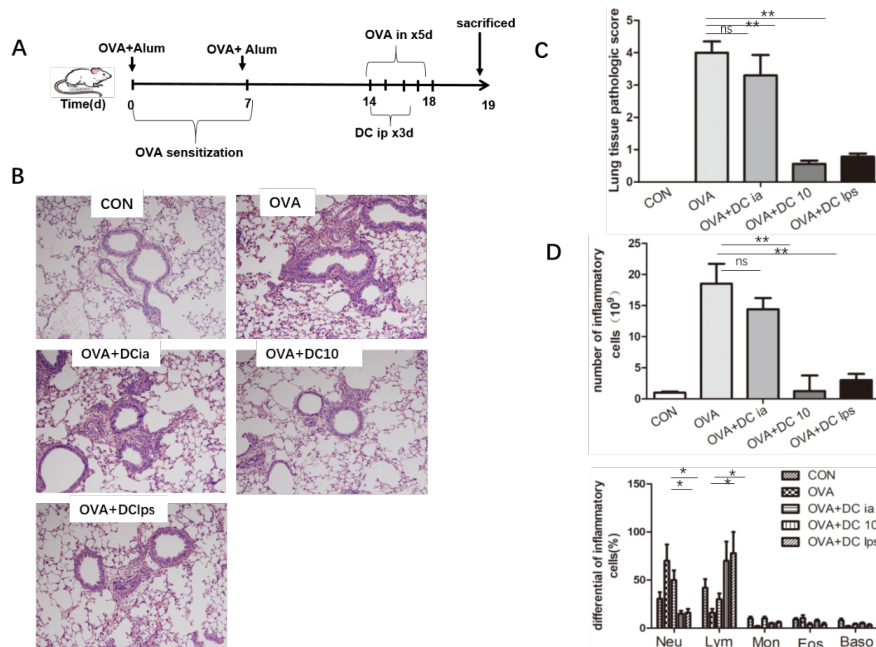 A
OVA+Alum
OVA+ Alum
OVA in x5d
sacrificed
Time(d)
0
7
14
18
19
OVA sensitization
DC ip x3d
B
CON
OVA
OVA+DCia
OVA+DC10
OVA+DClps
C
Lung tissue pathologic score
5
4
3
2
1
0
**
ns
**
CON
OVA
OVA+DC ia
OVA+DC 10
OVA+DC lps
D
number of inflammatory
cells (10⁹)
25
20
15
10
5
0
**
**
ns
CON
OVA
OVA+DC ia
OVA+DC 10
OVA+DC lps
differential of inflammatory
cells(%)
150
100
50
0
*
*
*
*
CON
OVA
OVA+DC ia
OVA+DC 10
OVA+DC lps
Neu
Lym
Mon
Eos
Baso